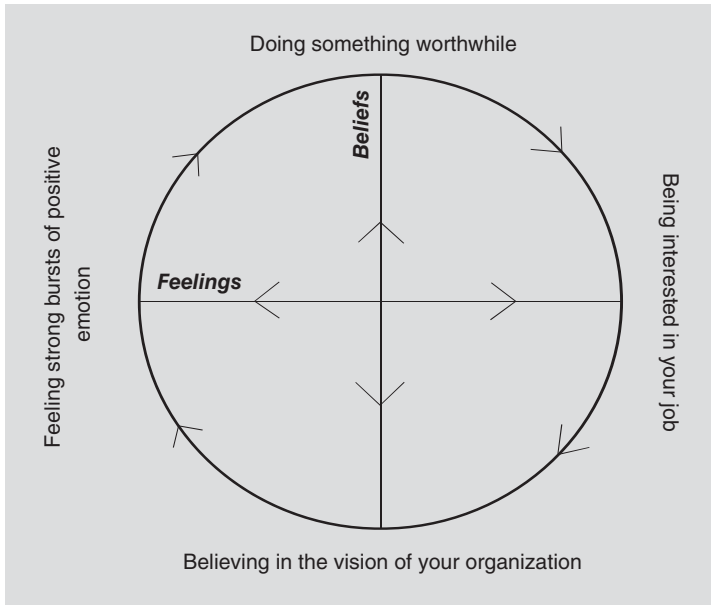 Doing something worthwhile
Beliefs
Feeling strong bursts of positive
emotion
Feelings
Being interested in your job
Believing in the vision of your organization